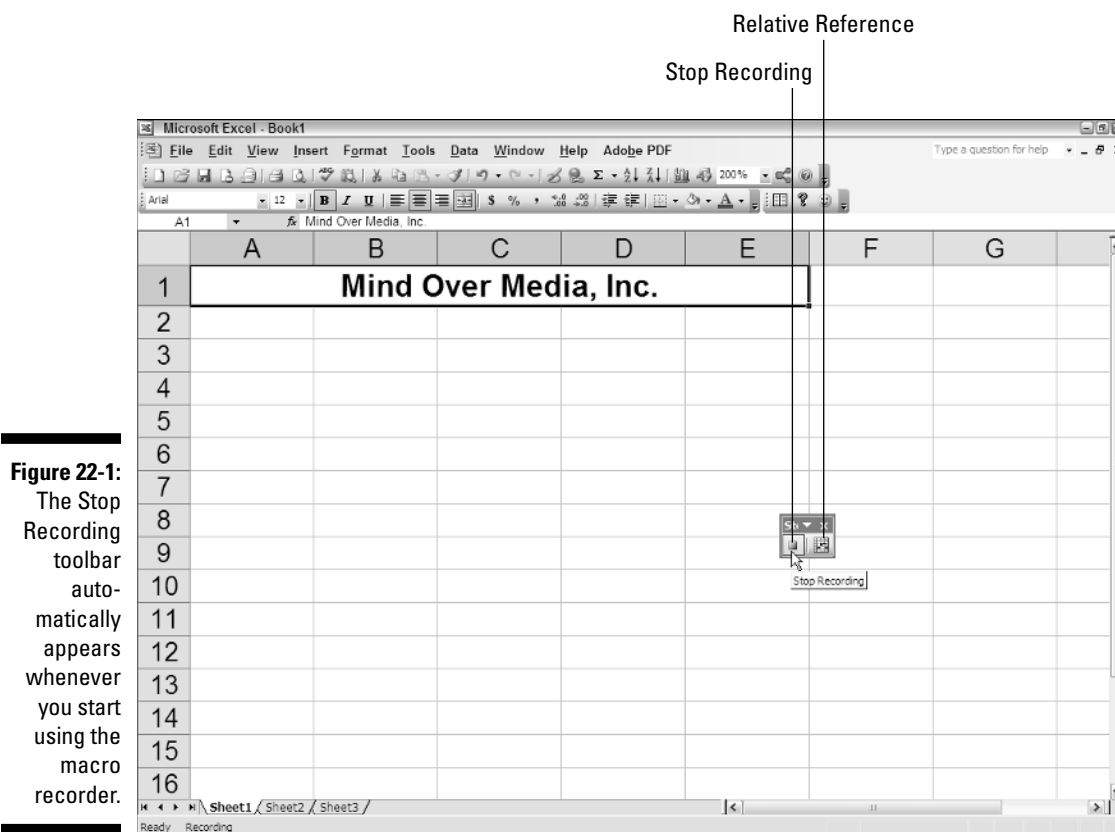 Relative Reference
Stop Recording
Microsoft Excel - Book1
File Edit View Insert Format Tools Data Window Help Adobe PDF
Type a question for help
200%
Arial 12 B I U $ % ,
A1 fx Mind Over Media, Inc.
A B C D E F G
1 Mind Over Media, Inc.
2
3
4
5
6
7
8
9
10
11
12
13
14
15
16
Stop Recording
Sheet1 Sheet2 Sheet3
Ready Recording
Figure 22-1:
The Stop
Recording
toolbar
auto-
matically
appears
whenever
you start
using the
macro
recorder.